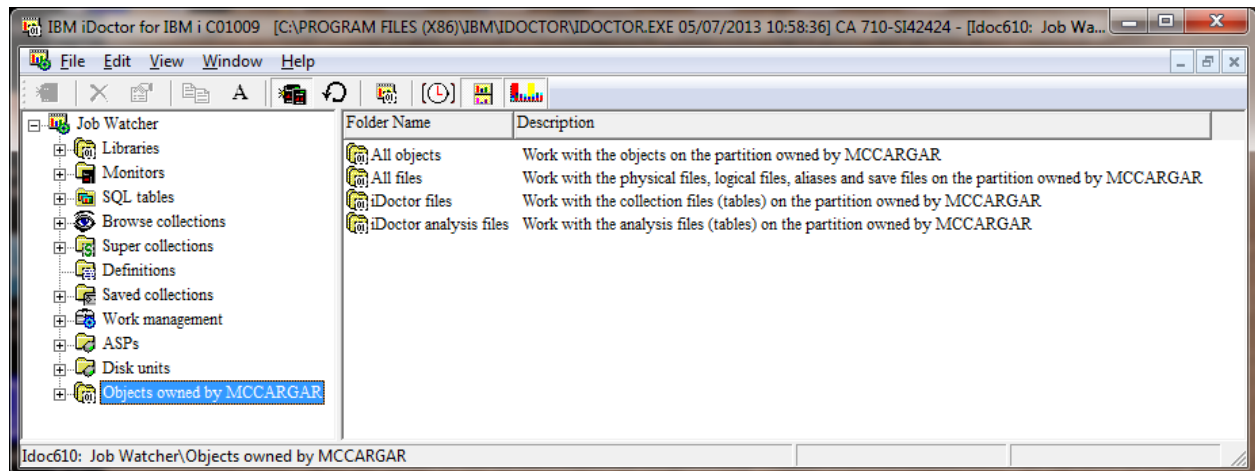 IBM iDoctor for IBM i C01009 [C:\PROGRAM FILES (X86)\IBM\IDOCTOR\IDOCTOR.EXE 05/07/2013 10:58:36] CA 710-SI42424 - [Idoc610: Job Wa...
File Edit View Window Help
Job Watcher
Libraries
Monitors
SQL tables
Browse collections
Super collections
Definitions
Saved collections
Work management
ASPs
Disk units
Objects owned by MCCARGAR
Folder Name Description
All objects Work with the objects on the partition owned by MCCARGAR
All files Work with the physical files, logical files, aliases and save files on the partition owned by MCCARGAR
iDoctor files Work with the collection files (tables) on the partition owned by MCCARGAR
iDoctor analysis files Work with the analysis files (tables) on the partition owned by MCCARGAR
Idoc610: Job Watcher\Objects owned by MCCARGAR